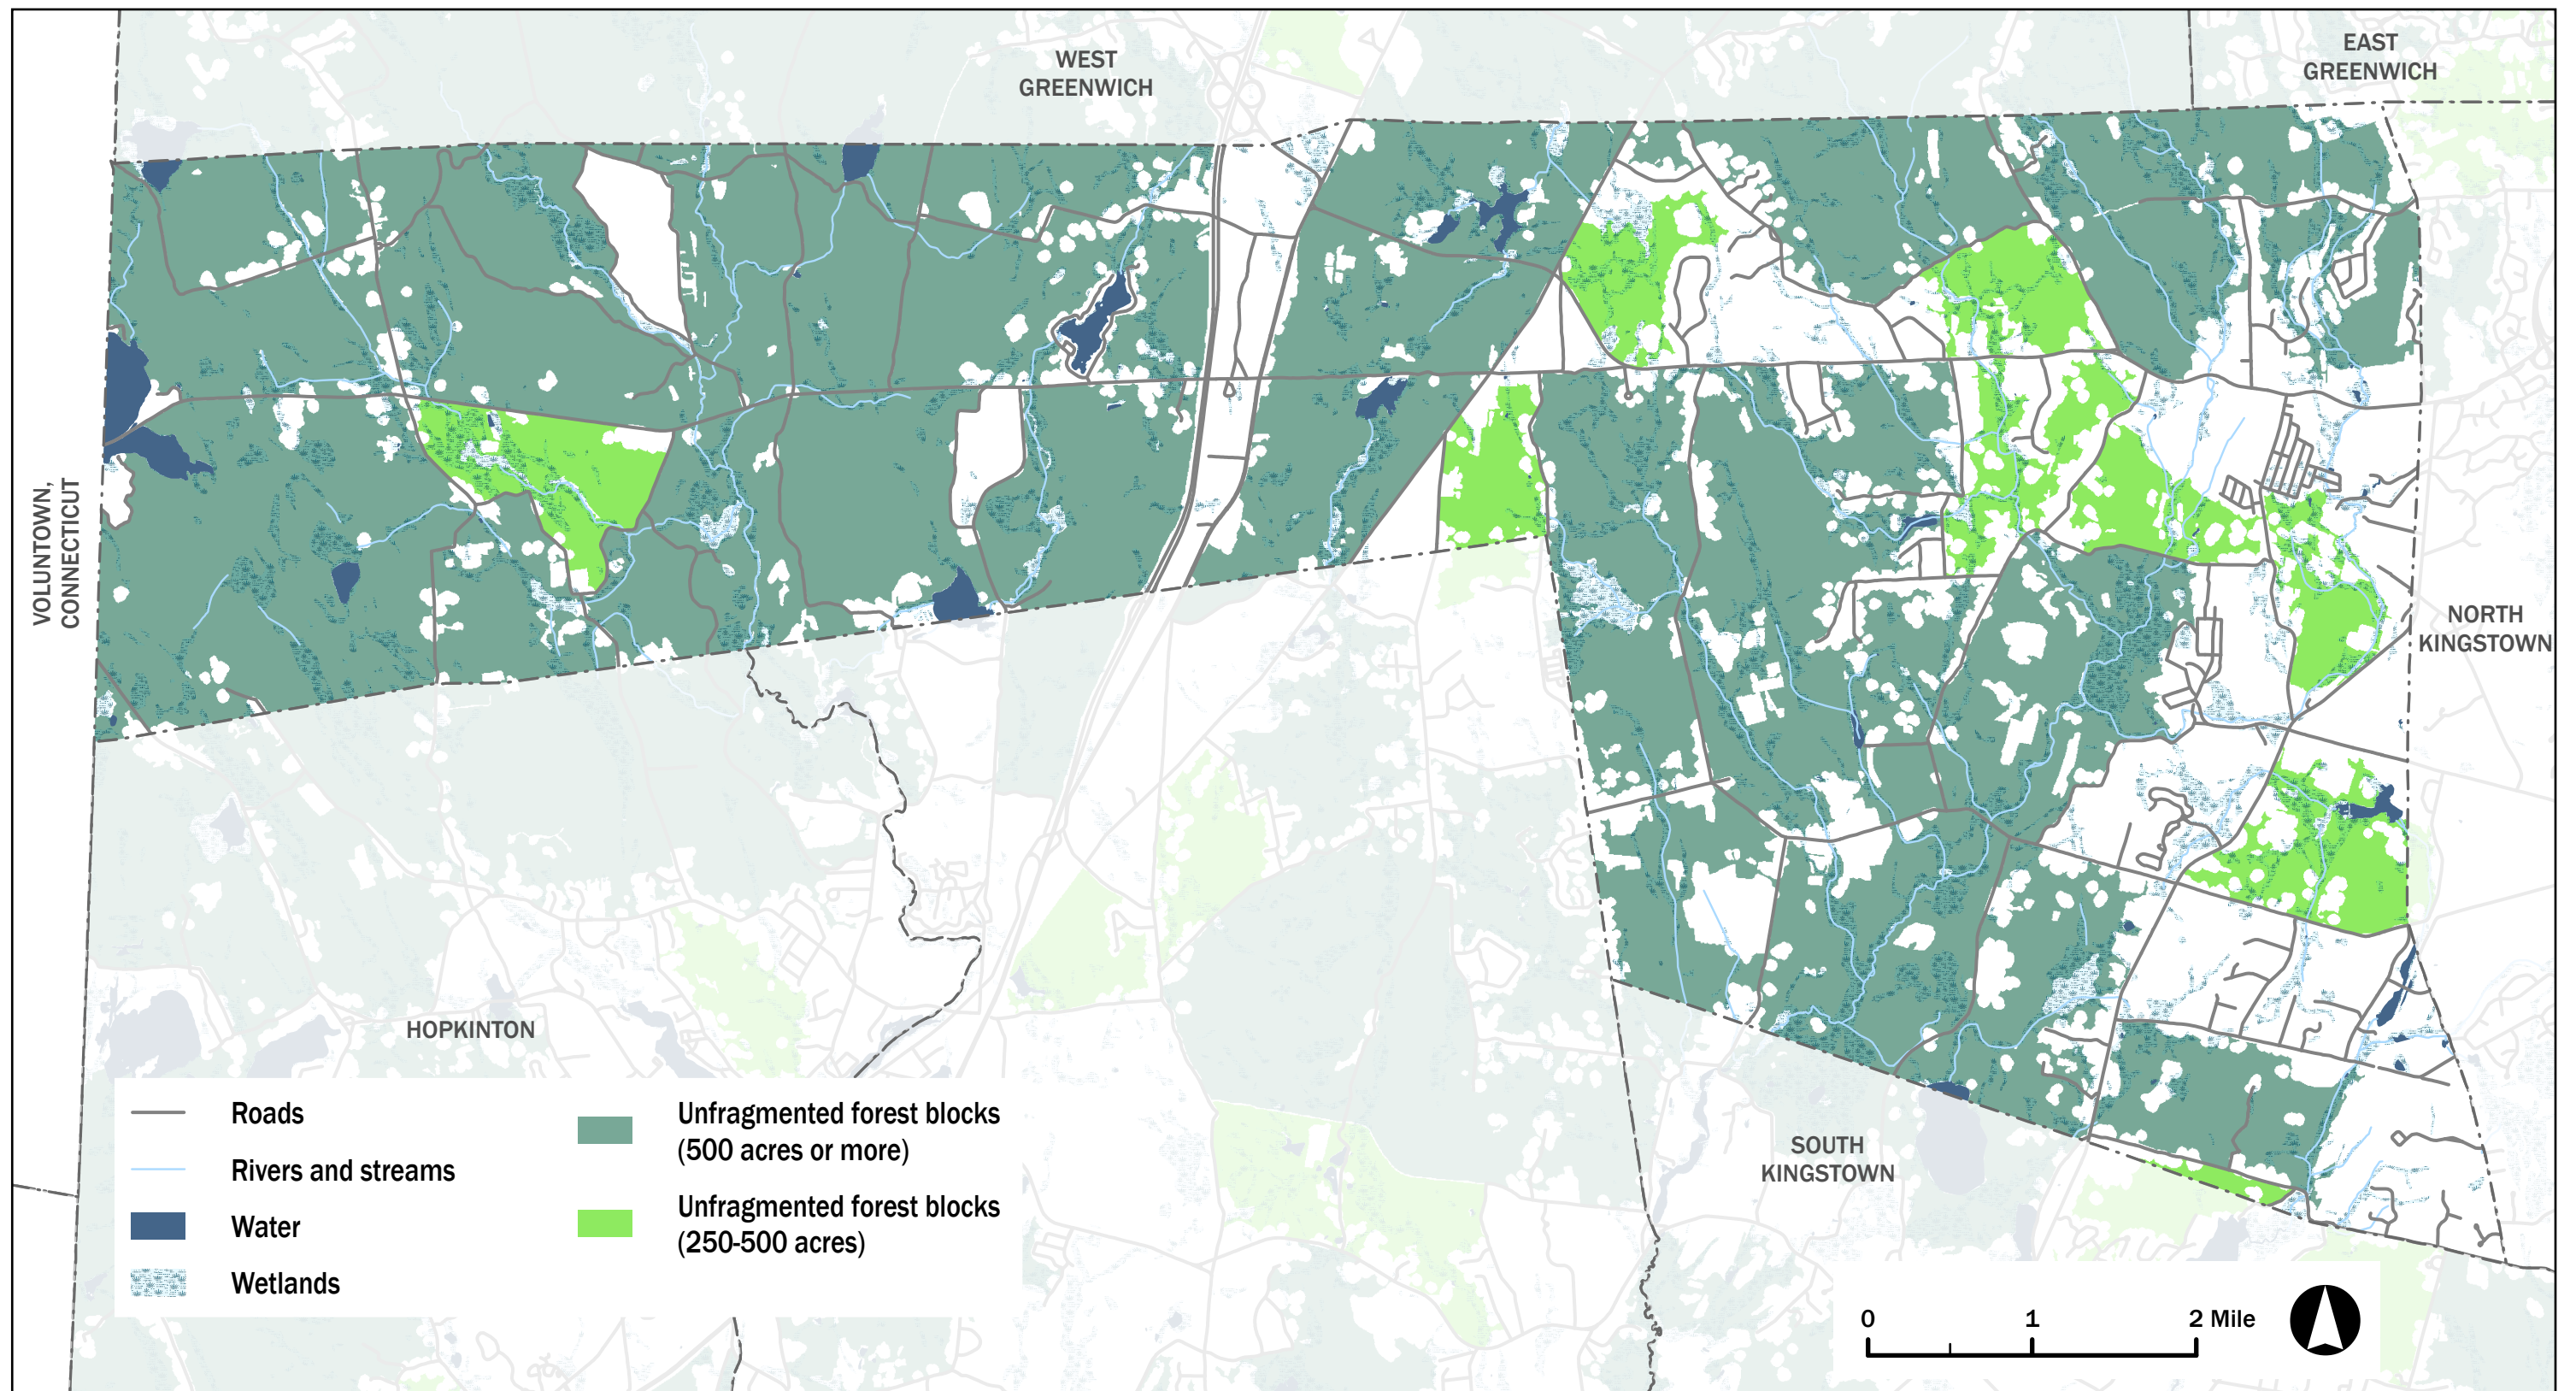 WEST
GREENWICH
EAST
GREENWICH
VOLUNTOWN,
CONNECTICUT
NORTH
KINGSTOWN
HOPKINTON
SOUTH
KINGSTOWN
Roads
Rivers and streams
Water
Wetlands
Unfragmented forest blocks
(500 acres or more)
Unfragmented forest blocks
(250-500 acres)
0 1 2 Mile